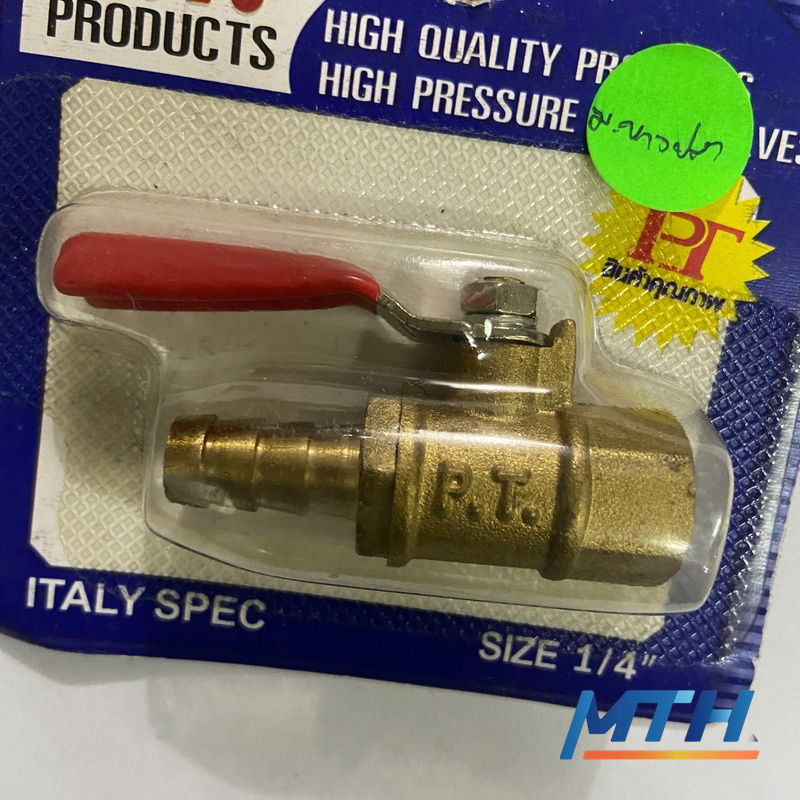 PRODUCTS
HIGH QUALITY
HIGH PRESSURE
PT
สินค้าคุณภาพ
P.T.
ITALY SPEC
SIZE 1/4"
MTH